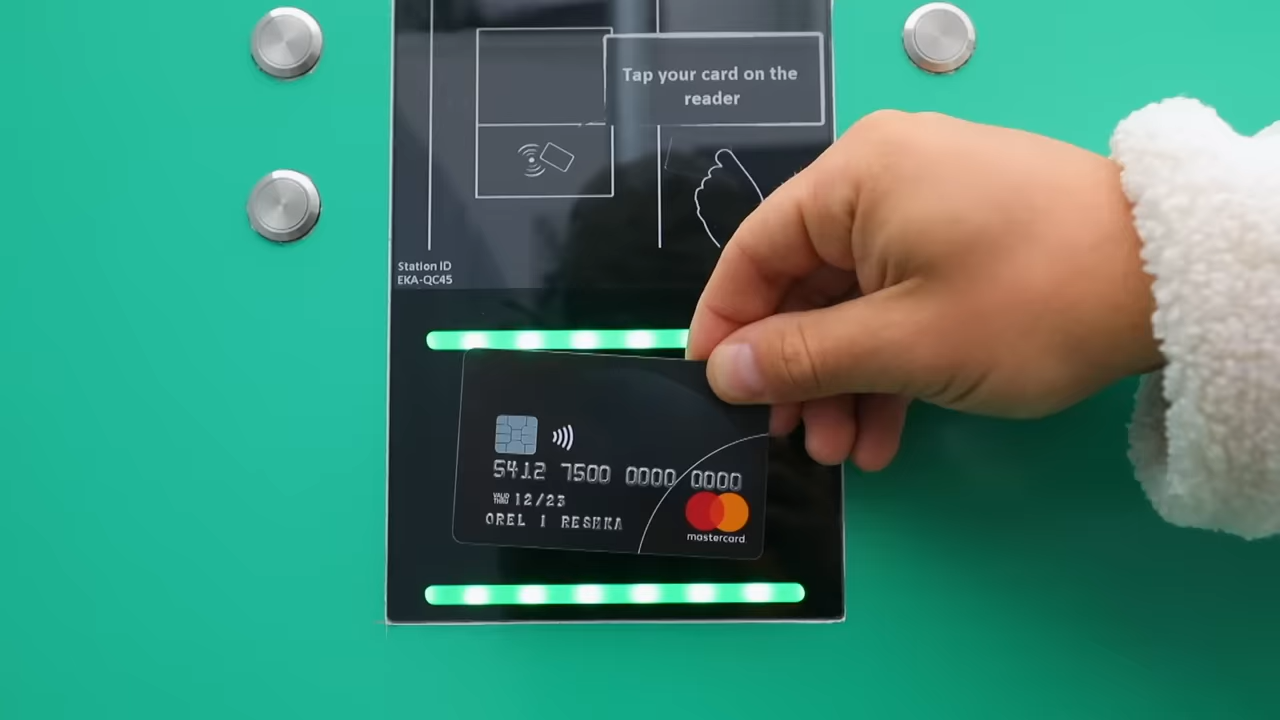 Tap your card on the
reader
Station ID
EKA-QC45
5412 7500 0000 0000
VALID
THRU 12/23
OREL I RESHKA
mastercard